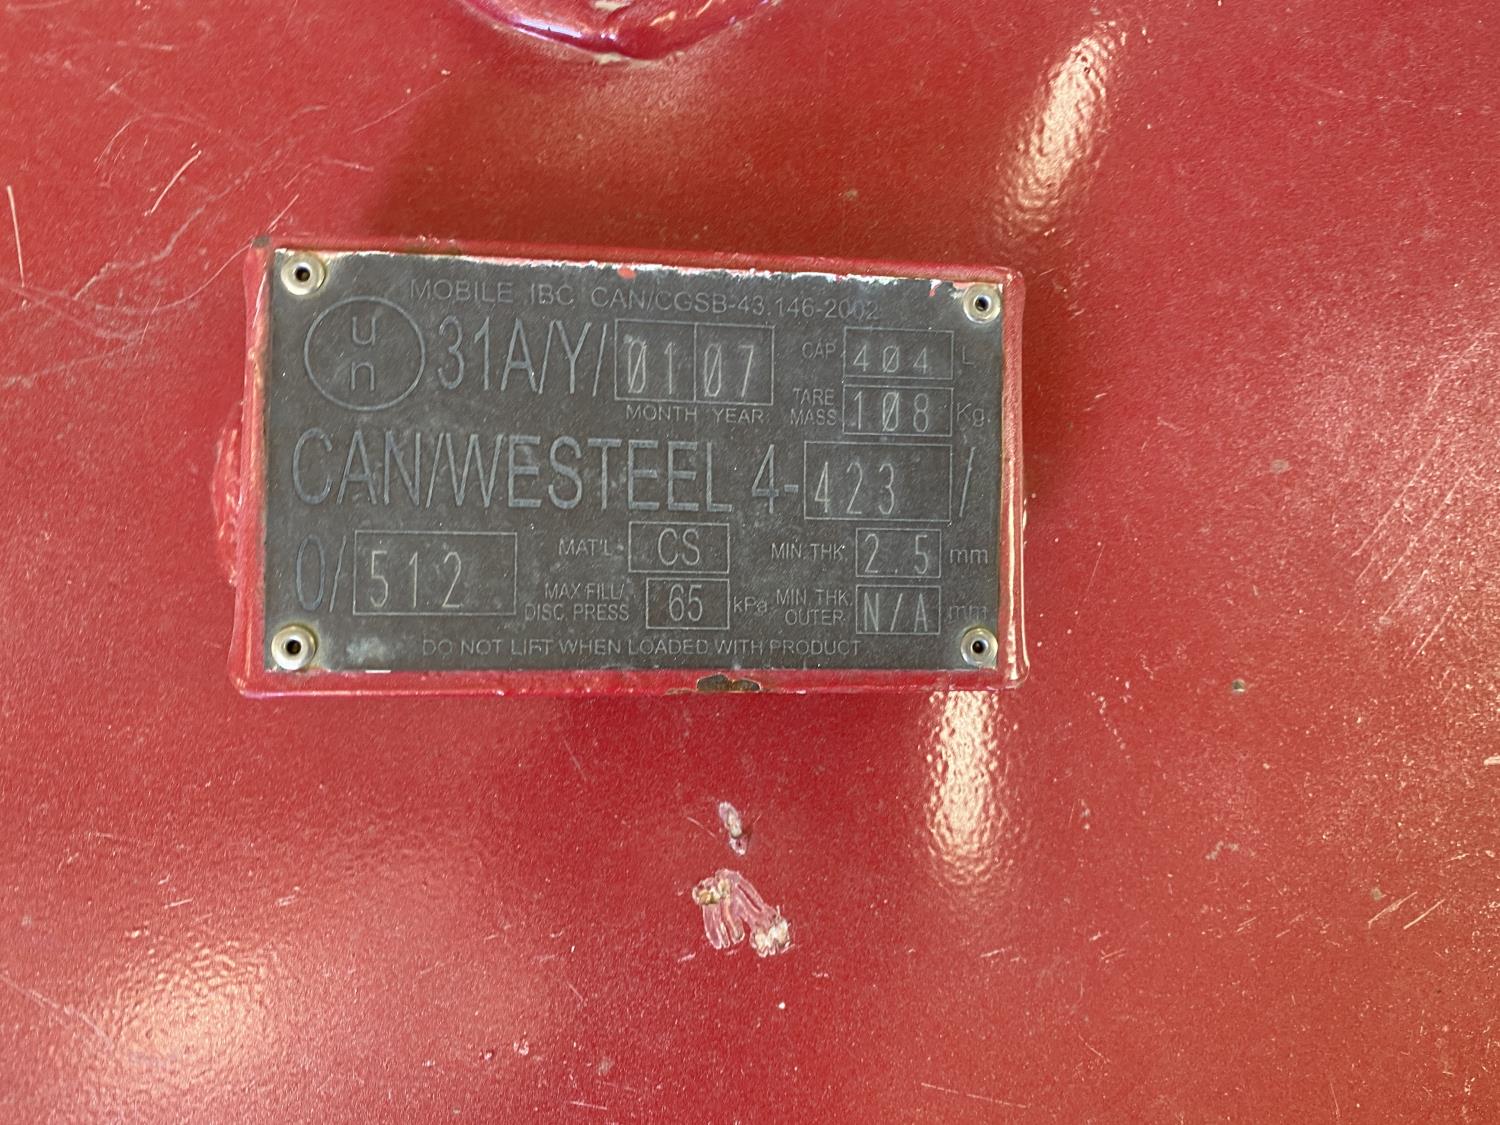 MOBILE IBC CAN/CGSB-43.146-2002
un 31A/Y/ 01 07 CAP. 404 L
MONTH YEAR TARE MASS 108 Kg.
CAN/WESTEEL 4- 423 /
0/ 512 MAT'L CS MIN. THK. 2.5 mm
MAX FILL/ DISC. PRESS 65 kPa MIN. THK. OUTER N/A mm
DO NOT LIFT WHEN LOADED WITH PRODUCT